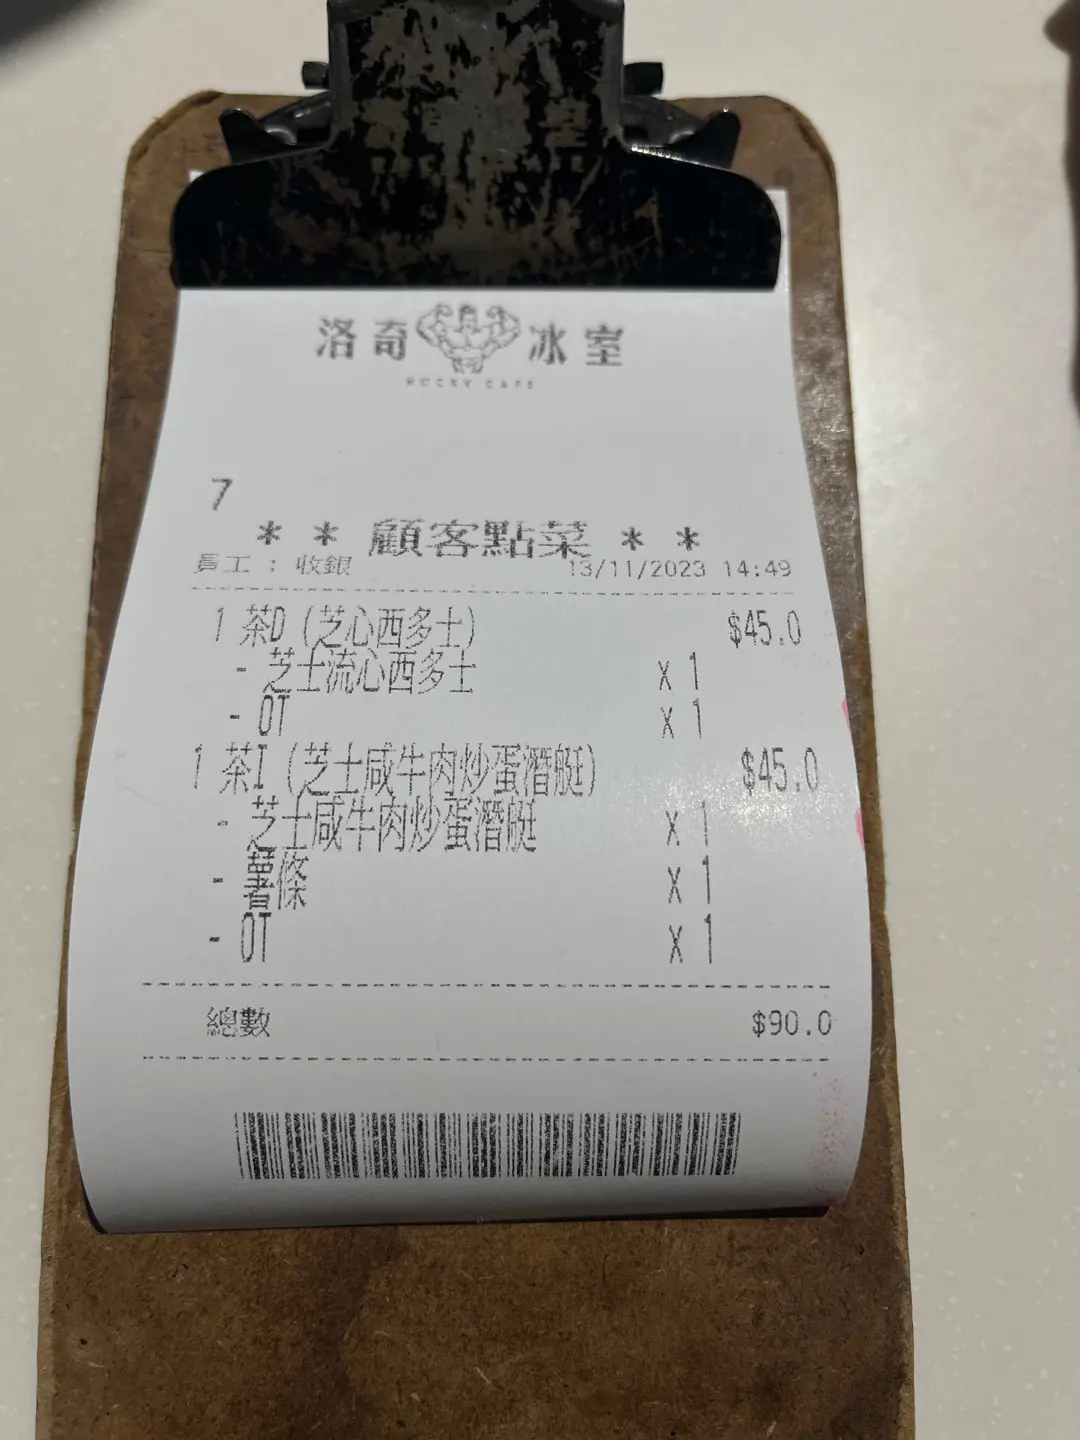 洛奇冰室
ROCKY CAFE
7
＊＊ 顧客點菜 ＊＊
員工 : 收銀 13/11/2023 14:49
1 茶D (芝心西多士) $45.0
- 芝士流心西多士 x 1
- OT x 1
1 茶I (芝士咸牛肉炒蛋潛艇) $45.0
- 芝士咸牛肉炒蛋潛艇 x 1
- 薯條 x 1
- OT x 1
總數 $90.0